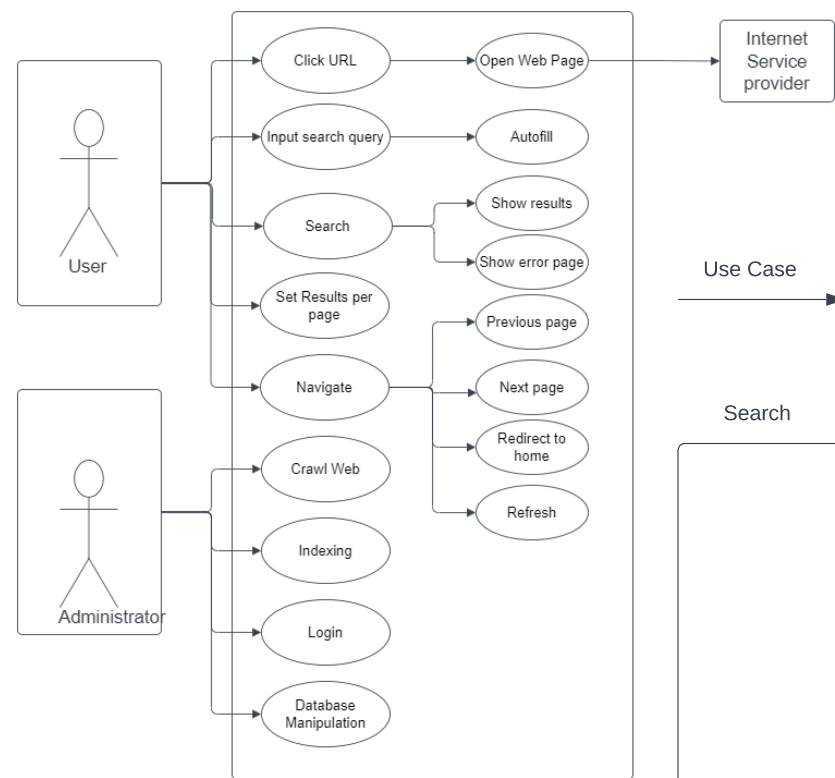 Click URL
Open Web Page
Internet
Service
provider
Input search query
Autofill
User
Search
Show results
Show error page
Use Case
Set Results per
page
Previous page
Navigate
Next page
Search
Redirect to
home
Crawl Web
Refresh
Indexing
Administrator
Login
Database
Manipulation